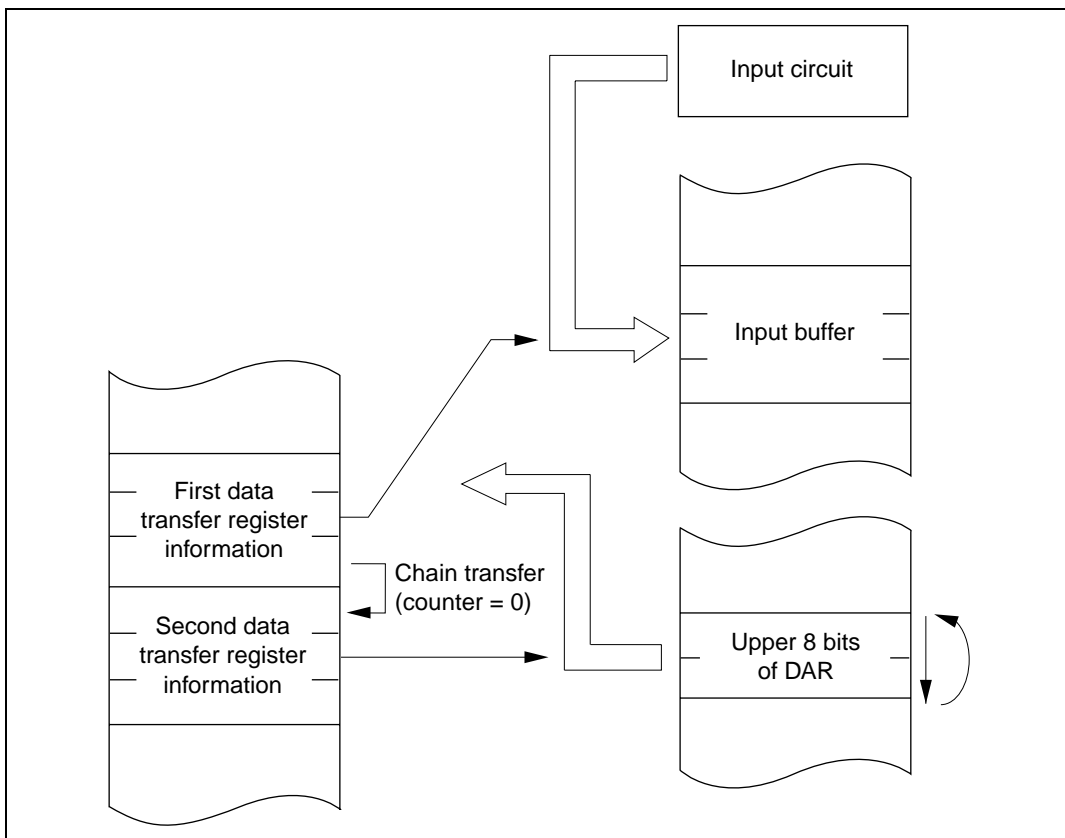 Input circuit
Input buffer
First data
transfer register
information
Chain transfer
(counter = 0)
Second data
transfer register
information
Upper 8 bits
of DAR